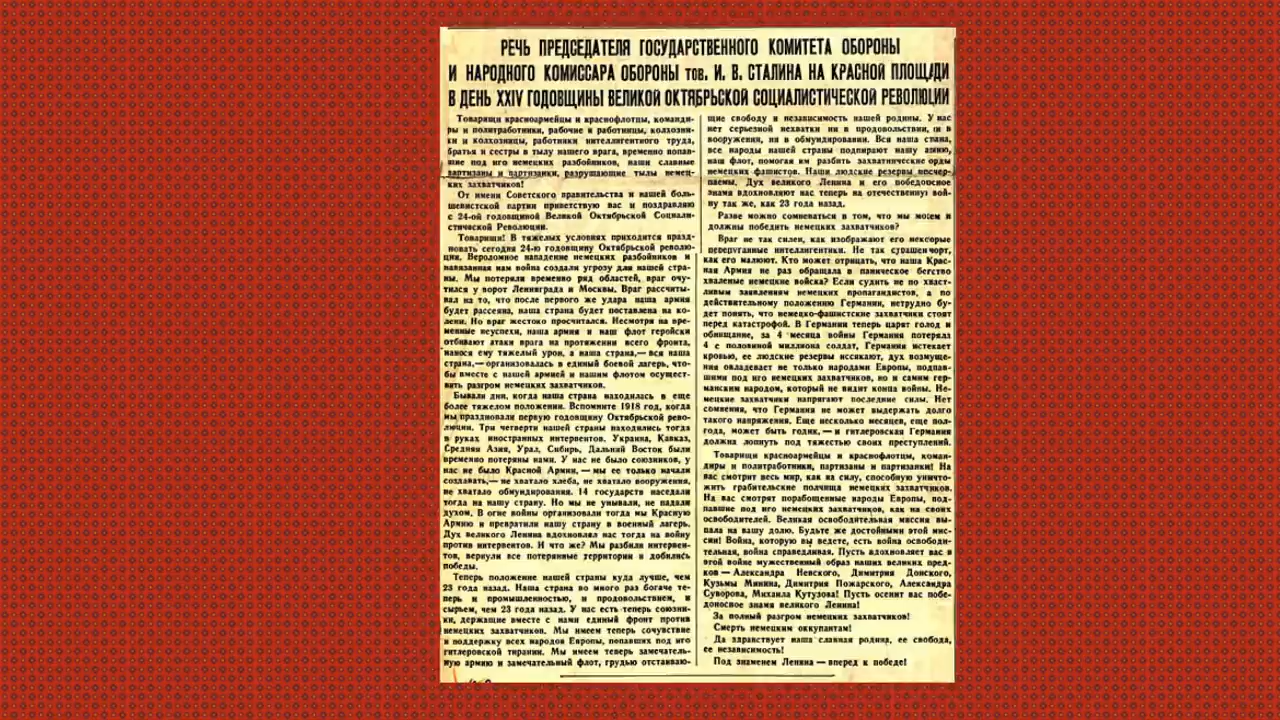 РЕЧЬ ПРЕДСЕДАТЕЛЯ ГОСУДАРСТВЕННОГО КОМИТЕТА ОБОРОНЫ
И НАРОДНОГО КОМИССАРА ОБОРОНЫ тов. И. В. СТАЛИНА НА КРАСНОЙ ПЛОЩАДИ
В ДЕНЬ XXIV ГОДОВЩИНЫ ВЕЛИКОЙ ОКТЯБРЬСКОЙ СОЦИАЛИСТИЧЕСКОЙ РЕВОЛЮЦИИ
Товарищи красноармейцы и краснофлотцы, команди-
ры и политработники, рабочие и работницы, колхозни-
ки и колхозницы, работники интеллигентного труда,
братья и сестры в тылу нашего врага, временно попав-
шие под иго немецких разбойников, наши славные
партизаны и партизанки, разрушающие тылы немец-
ких захватчиков!
От имени Советского правительства и нашей боль-
шевистской партии приветствую вас и поздравляю
с 24-ой годовщиной Великой Октябрьской Социали-
стической Революции.
Товарищи! В тяжелых условиях приходится празд-
новать сегодня 24-ю годовщину Октябрьской револю-
ции. Вероломное нападение немецких разбойников и
навязанная нам война создали угрозу для нашей стра-
ны. Мы потеряли временно ряд областей, враг очу-
тился у ворот Ленинграда и Москвы. Враг рассчиты-
вал на то, что после первого же удара наша армия
будет рассеяна, наша страна будет поставлена на ко-
лени. Но враг жестоко просчитался. Несмотря на вре-
менные неуспехи, наша армия и наш флот геройски
отбивают атаки врага на протяжении всего фронта,
нанося ему тяжелый урон, а наша страна,— вся наша
страна,— организовалась в единый боевой лагерь, что-
бы вместе с нашей армией и нашим флотом осущест-
вить разгром немецких захватчиков.
Бывали дни, когда наша страна находилась в еще
более тяжелом положении. Вспомните 1918 год, когда
мы праздновали первую годовщину Октябрьской рево-
люции. Три четверти нашей страны находились тогда
в руках иностранных интервентов. Украина, Кавказ,
Средняя Азия, Урал, Сибирь, Дальний Восток были
временно потеряны нами. У нас не было союзников, у
нас не было Красной Армии,— мы ее только начали
создавать,— не хватало хлеба, не хватало вооружения,
не хватало обмундирования. 14 государств наседали
тогда на нашу страну. Но мы не унывали, не падали
духом. В огне войны организовали тогда мы Красную
Армию и превратили нашу страну в военный лагерь.
Дух великого Ленина вдохновлял нас тогда на войну
против интервентов. И что же? Мы разбили интервен-
тов, вернули все потерянные территории и добились
победы.
Теперь положение нашей страны куда лучше, чем
23 года назад. Наша страна во много раз богаче те-
перь и промышленностью, и продовольствием, и
сырьем, чем 23 года назад. У нас есть теперь союзни-
ки, держащие вместе с нами единый фронт против
немецких захватчиков. Мы имеем теперь сочувствие
и поддержку всех народов Европы, попавших под иго
гитлеровской тирании. Мы имеем теперь замечатель-
ную армию и замечательный флот, грудью отстаиваю-
щие свободу и независимость нашей родины. У нас
нет серьезной нехватки ни в продовольствии, ни в
вооружении, ни в обмундировании. Вся наша страна,
все народы нашей страны подпирают нашу армию,
наш флот, помогая им разбить захватнические орды
немецких фашистов. Наши людские резервы неисчер-
паемы. Дух великого Ленина и его победоносное
знамя вдохновляют нас теперь на отечественную вой-
ну так же, как 23 года назад.
Разве можно сомневаться в том, что мы можем и
должны победить немецких захватчиков?
Враг не так силен, как изображают его некоторые
перепуганные интеллигентики. Не так страшен чорт,
как его малюют. Кто может отрицать, что наша Крас-
ная Армия не раз обращала в паническое бегство
хваленые немецкие войска? Если судить не по хваст-
ливым заявлениям немецких пропагандистов, а по
действительному положению Германии, нетрудно бу-
дет понять, что немецко-фашистские захватчики стоят
перед катастрофой. В Германии теперь царят голод и
обнищание, за 4 месяца войны Германия потеряла
4 с половиной миллиона солдат, Германия истекает
кровью, ее людские резервы иссякают, дух возмуще-
ния овладевает не только народами Европы, подпав-
шими под иго немецких захватчиков, но и самим гер-
манским народом, который не видит конца войны. Не-
мецкие захватчики напрягают последние силы. Нет
сомнения, что Германия не может выдержать долго
такого напряжения. Еще несколько месяцев, еще пол-
года, может быть годик,— и гитлеровская Германия
должна лопнуть под тяжестью своих преступлений.
Товарищи красноармейцы и краснофлотцы, коман-
диры и политработники, партизаны и партизанки! На
вас смотрит весь мир, как на силу, способную уничто-
жить грабительские полчища немецких захватчиков.
На вас смотрят порабощенные народы Европы, под-
павшие под иго немецких захватчиков, как на своих
освободителей. Великая освободительная миссия вы-
пала на вашу долю. Будьте же достойными этой мис-
сии! Война, которую вы ведете, есть война освободи-
тельная, война справедливая. Пусть вдохновляет вас в
этой войне мужественный образ наших великих пред-
ков — Александра Невского, Димитрия Донского,
Кузьмы Минина, Димитрия Пожарского, Александра
Суворова, Михаила Кутузова! Пусть осенит вас побе-
доносное знамя великого Ленина!
За полный разгром немецких захватчиков!
Смерть немецким оккупантам!
Да здравствует наша славная родина, ее свобода,
ее независимость!
Под знаменем Ленина — вперед к победе!